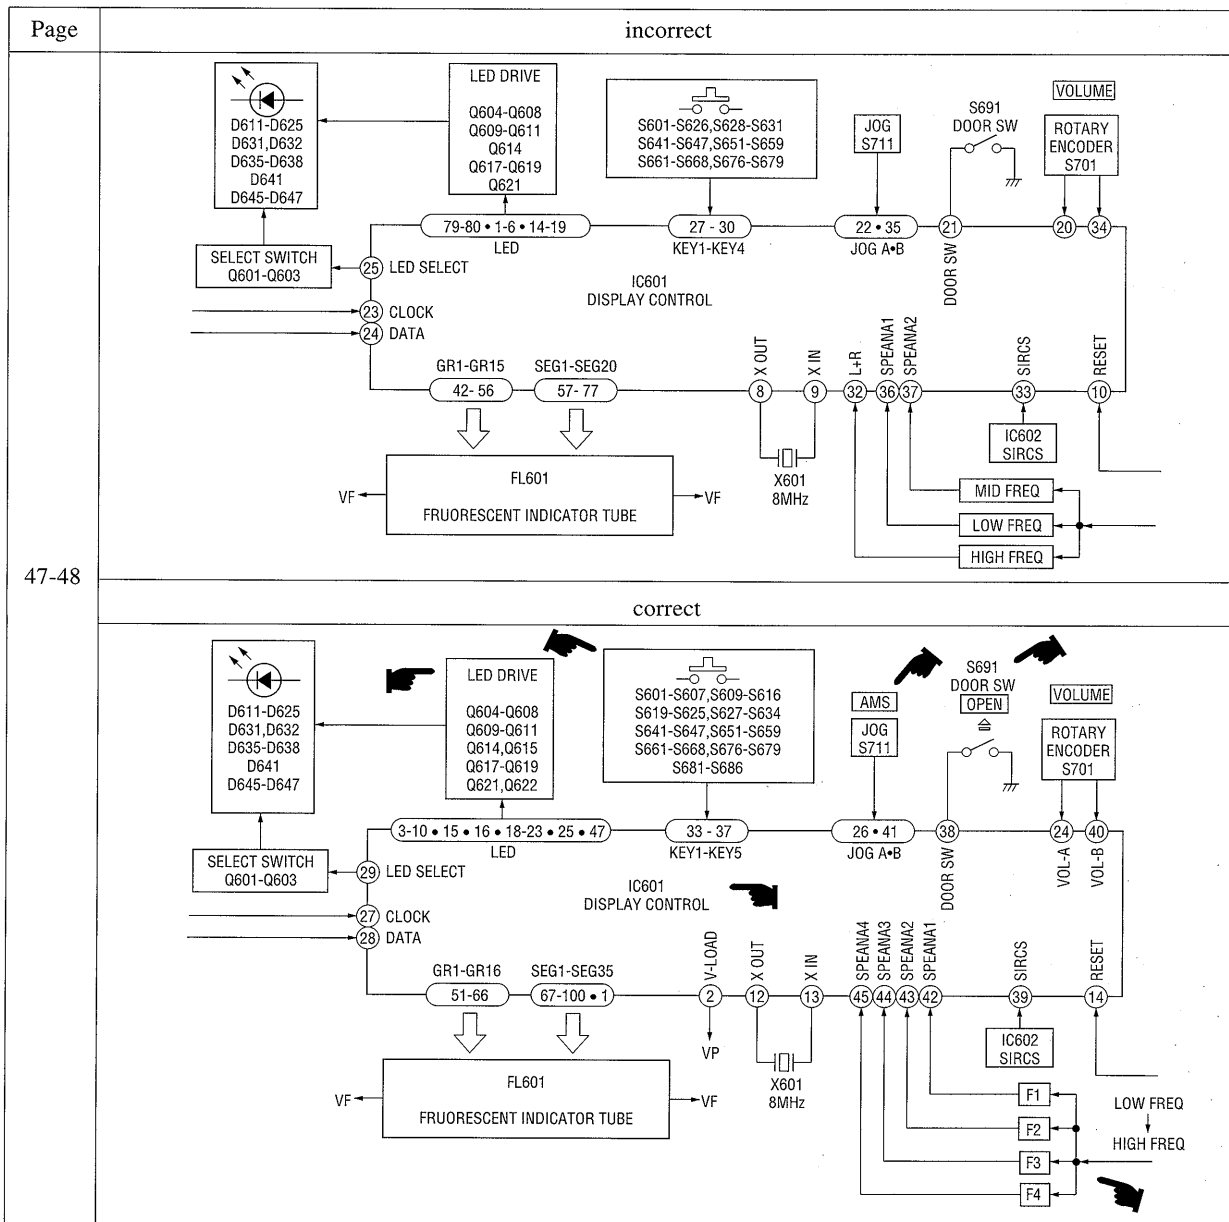 Page
incorrect
47-48
D611-D625
D631,D632
D635-D638
D641
D645-D647
LED DRIVE
Q604-Q608
Q609-Q611
Q614
Q617-Q619
Q621
S601-S626,S628-S631
S641-S647,S651-S659
S661-S668,S676-S679
JOG
S711
S691
DOOR SW
VOLUME
ROTARY
ENCODER
S701
79-80 • 1-6 • 14-19
LED
27 - 30
KEY1-KEY4
22 • 35
JOG A•B
21
DOOR SW
20
34
SELECT SWITCH
Q601-Q603
25
LED SELECT
23
CLOCK
24
DATA
IC601
DISPLAY CONTROL
GR1-GR15
42- 56
SEG1-SEG20
57- 77
X OUT
8
X IN
9
L+R
32
SPEANA1
36
SPEANA2
37
SIRCS
33
RESET
10
X601
8MHz
IC602
SIRCS
VF
FL601
FRUORESCENT INDICATOR TUBE
VF
MID FREQ
LOW FREQ
HIGH FREQ
correct
D611-D625
D631,D632
D635-D638
D641
D645-D647
LED DRIVE
Q604-Q608
Q609-Q611
Q614,Q615
Q617-Q619
Q621,Q622
S601-S607,S609-S616
S619-S625,S627-S634
S641-S647,S651-S659
S661-S668,S676-S679
S681-S686
AMS
JOG
S711
S691
DOOR SW
OPEN
VOLUME
ROTARY
ENCODER
S701
3-10 • 15 • 16 • 18-23 • 25 • 47
LED
33 - 37
KEY1-KEY5
26 • 41
JOG A•B
38
DOOR SW
24
VOL-A
40
VOL-B
SELECT SWITCH
Q601-Q603
29
LED SELECT
27
CLOCK
28
DATA
IC601
DISPLAY CONTROL
GR1-GR16
51-66
SEG1-SEG35
67-100 • 1
V-LOAD
2
VP
X OUT
12
X IN
13
SPEANA4
45
SPEANA3
44
SPEANA2
43
SPEANA1
42
SIRCS
39
RESET
14
X601
8MHz
IC602
SIRCS
VF
FL601
FRUORESCENT INDICATOR TUBE
VF
F1
F2
F3
F4
LOW FREQ
HIGH FREQ